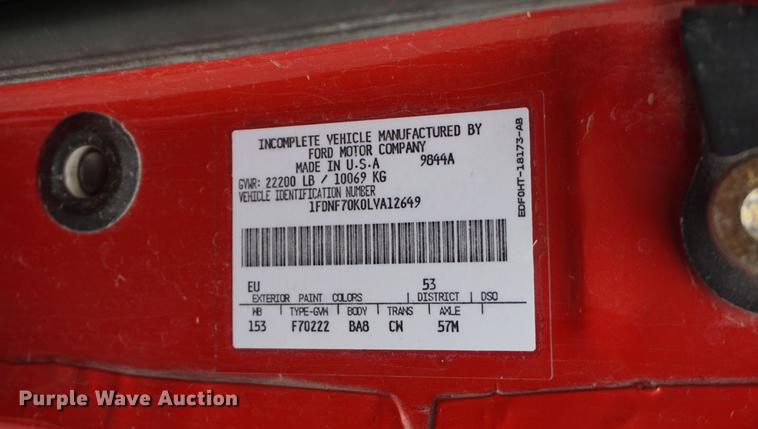 INCOMPLETE VEHICLE MANUFACTURED BY
FORD MOTOR COMPANY
MADE IN U.S.A 9844A
GVWR: 22200 LB / 10069 KG
VEHICLE IDENTIFICATION NUMBER
1FDNF70K0LVA12649
EU 53
EXTERIOR PAINT COLORS | DISTRICT | DSO
WB | TYPE-GVW | BODY | TRANS | AXLE
153 F70222 BA8 CW 57M
EDF0HT-18173-AB
Purple Wave Auction